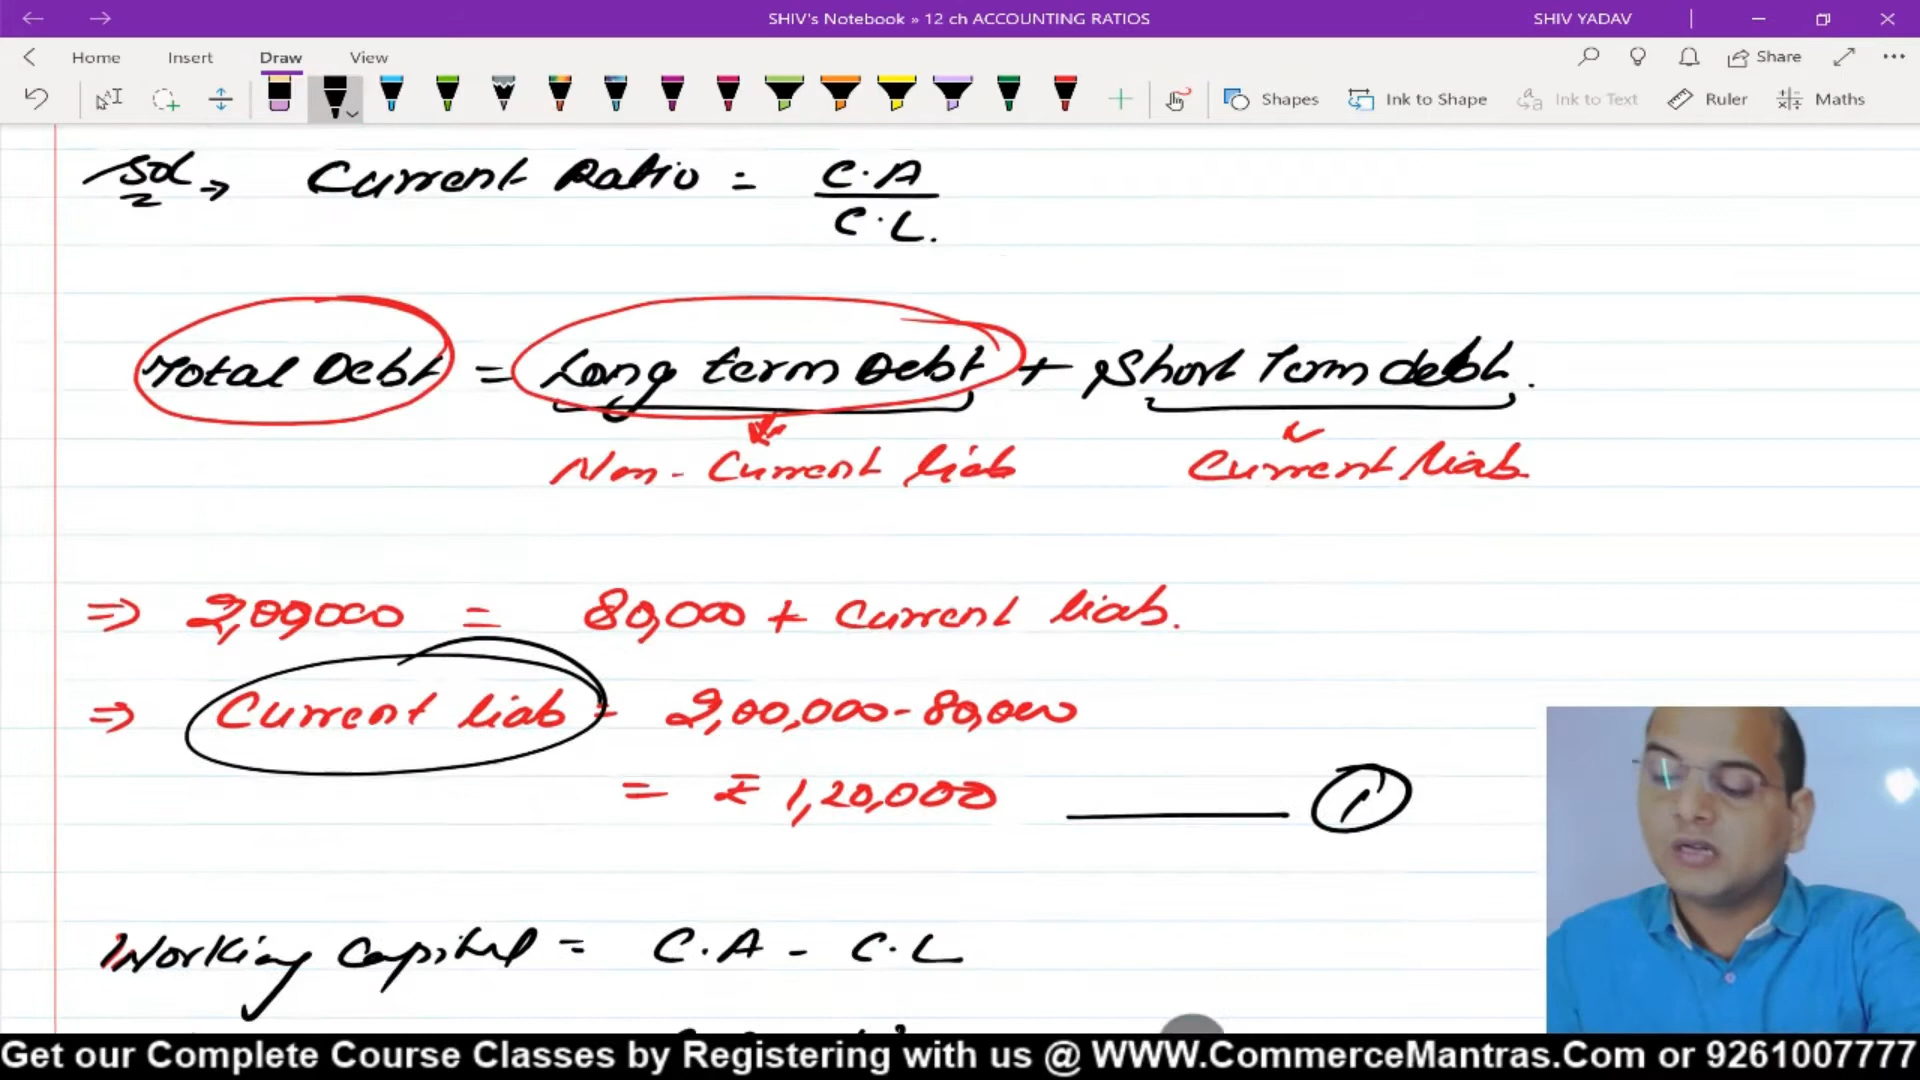 SHIV's Notebook » 12 ch ACCOUNTING RATIOS SHIV YADAV
Home Insert Draw View Share
Shapes Ink to Shape Ink to Text Ruler Maths
Sol Current Ratio = C.A
C.L.
Total Debt = Long term Debt + Short Term debt.
Non-Current liab Current liab
⇒ 2,00,000 = 80,000 + Current liab.
⇒ Current liab = 2,00,000-80,000
= ₹ 1,20,000 1
Working Capital = C.A - C.L
Get our Complete Course Classes by Registering with us @ WWW.CommerceMantras.Com or 9261007777